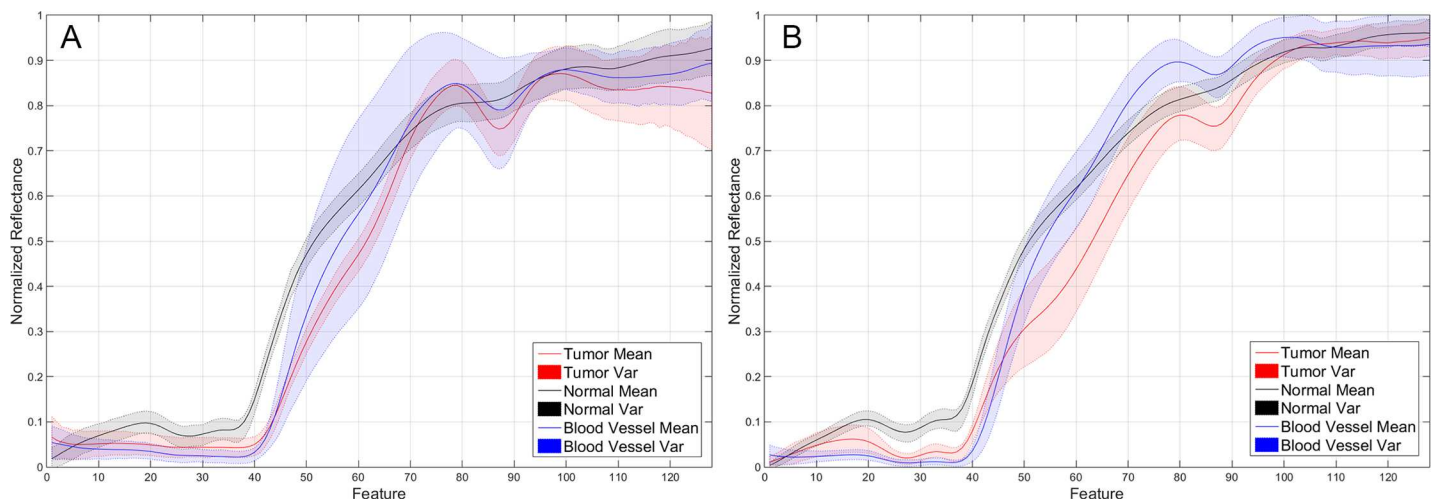 A
Normalized Reflectance
1
0.9
0.8
0.7
0.6
0.5
0.4
0.3
0.2
0.1
0
10 20 30 40 50 60 70 80 90 100 110 120
Feature
Tumor Mean
Tumor Var
Normal Mean
Normal Var
Blood Vessel Mean
Blood Vessel Var
B
Normalized Reflectance
1
0.9
0.8
0.7
0.6
0.5
0.4
0.3
0.2
0.1
0
10 20 30 40 50 60 70 80 90 100 110 120
Feature
Tumor Mean
Tumor Var
Normal Mean
Normal Var
Blood Vessel Mean
Blood Vessel Var